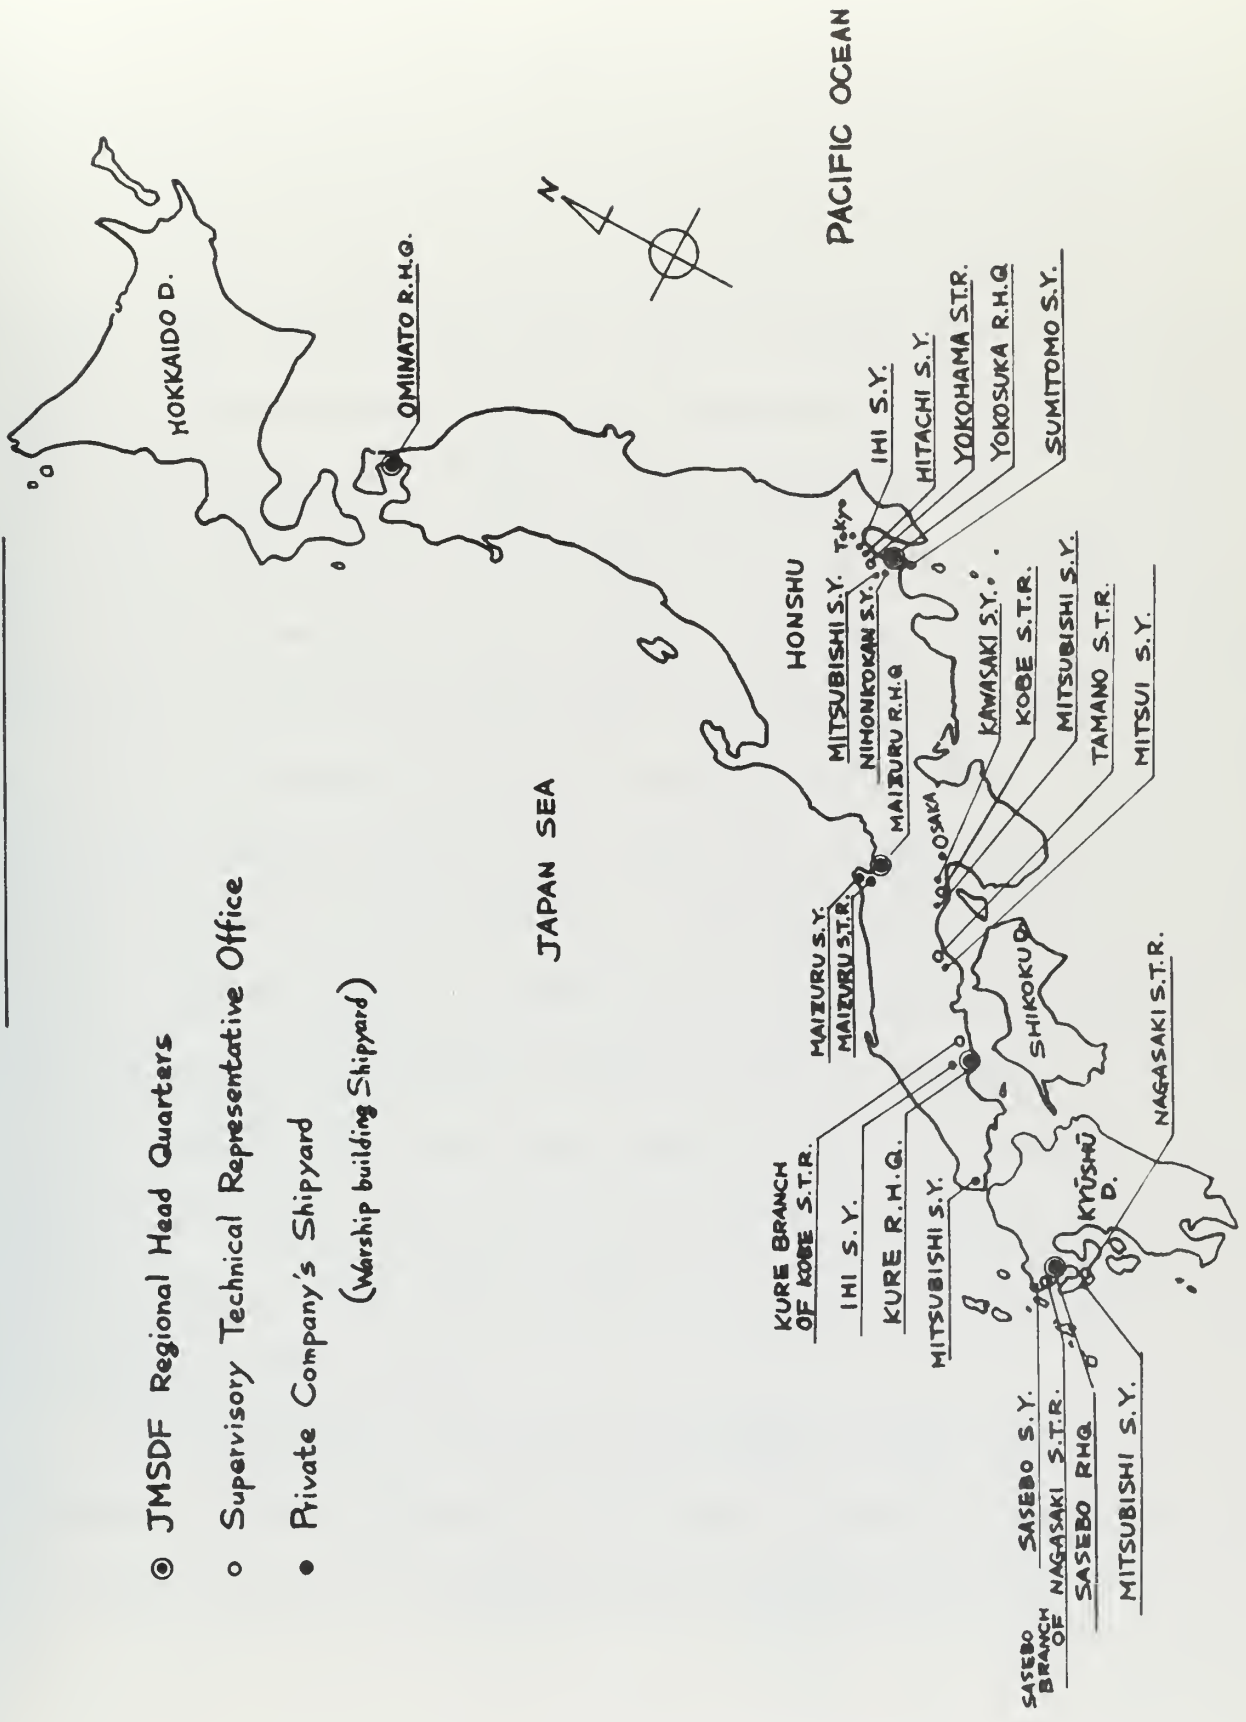 ◉ JMSDF Regional Head Quarters
○ Supervisory Technical Representative Office
● Private Company's Shipyard
(Warship building Shipyard)
HOKKAIDO D.
OMINATO R.H.Q.
N
JAPAN SEA
PACIFIC OCEAN
HONSHU
Tokyo
IHI S.Y.
HITACHI S.Y.
YOKOHAMA S.T.R.
YOKOSUKA R.H.Q
SUMITOMO S.Y.
MITSUBISHI S.Y.
NIHONKOKAN S.Y.
MAIZURU R.H.Q
MAIZURU S.Y.
MAIZURU S.T.R.
OSAKA
KAWASAKI S.Y.
KOBE S.T.R.
MITSUBISHI S.Y.
TAMANO S.T.R.
MITSUI S.Y.
SHIKOKU D
KURE BRANCH
OF KOBE S.T.R.
IHI S.Y.
KURE R.H.Q.
MITSUBISHI S.Y.
KYŪSHŪ
D.
NAGASAKI S.T.R.
SASEBO S.Y.
SASEBO
BRANCH
OF NAGASAKI S.T.R.
SASEBO RHQ
MITSUBISHI S.Y.